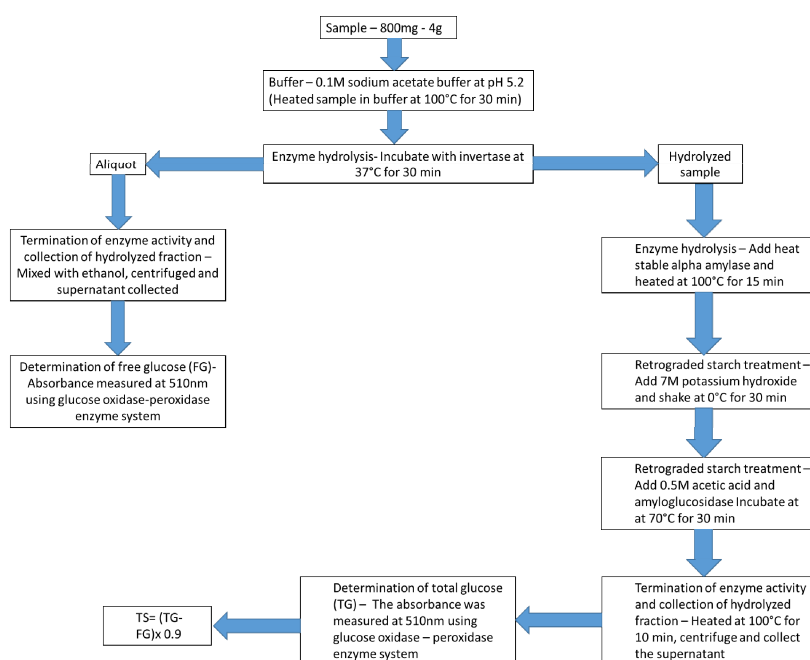 Sample – 800mg - 4g
Buffer – 0.1M sodium acetate buffer at pH 5.2
(Heated sample in buffer at 100°C for 30 min)
Enzyme hydrolysis- Incubate with invertase at
37°C for 30 min
Aliquot
Hydrolyzed
sample
Termination of enzyme activity and
collection of hydrolyzed fraction –
Mixed with ethanol, centrifuged and
supernatant collected
Determination of free glucose (FG)-
Absorbance measured at 510nm
using glucose oxidase-peroxidase
enzyme system
Enzyme hydrolysis – Add heat
stable alpha amylase and
heated at 100°C for 15 min
Retrograded starch treatment –
Add 7M potassium hydroxide
and shake at 0°C for 30 min
Retrograded starch treatment –
Add 0.5M acetic acid and
amyloglucosidase Incubate at
at 70°C for 30 min
Termination of enzyme activity
and collection of hydrolyzed
fraction – Heated at 100°C for
10 min, centrifuge and collect
the supernatant
Determination of total glucose
(TG) – The absorbance was
measured at 510nm using
glucose oxidase – peroxidase
enzyme system
TS= (TG-
FG)x 0.9